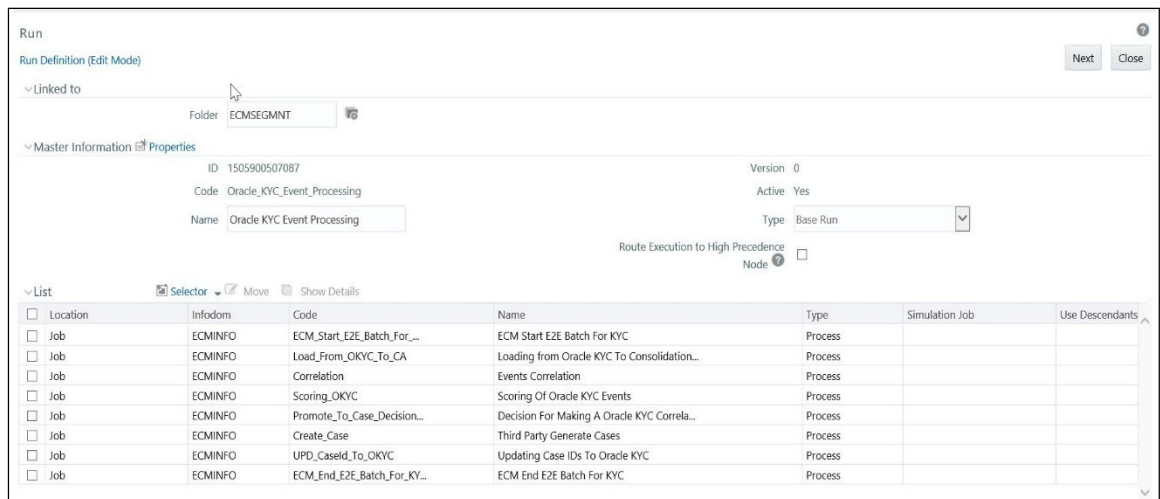 Run
Run Definition (Edit Mode) Next Close
Linked to
Folder ECMSEGMNT
Master Information Properties
ID 1505900507087 Version 0
Code Oracle_KYC_Event_Processing Active Yes
Name Oracle KYC Event Processing Type Base Run
Route Execution to High Precedence
Node
List Selector Move Show Details
Location Infodom Code Name Type Simulation Job Use Descendants
Job ECMINFO ECM_Start_E2E_Batch_For_... ECM Start E2E Batch For KYC Process
Job ECMINFO Load_From_OKYC_To_CA Loading from Oracle KYC To Consolidation... Process
Job ECMINFO Correlation Events Correlation Process
Job ECMINFO Scoring_OKYC Scoring Of Oracle KYC Events Process
Job ECMINFO Promote_To_Case_Decision... Decision For Making A Oracle KYC Correla... Process
Job ECMINFO Create_Case Third Party Generate Cases Process
Job ECMINFO UPD_CaseId_To_OKYC Updating Case IDs To Oracle KYC Process
Job ECMINFO ECM_End_E2E_Batch_For_KY... ECM End E2E Batch For KYC Process